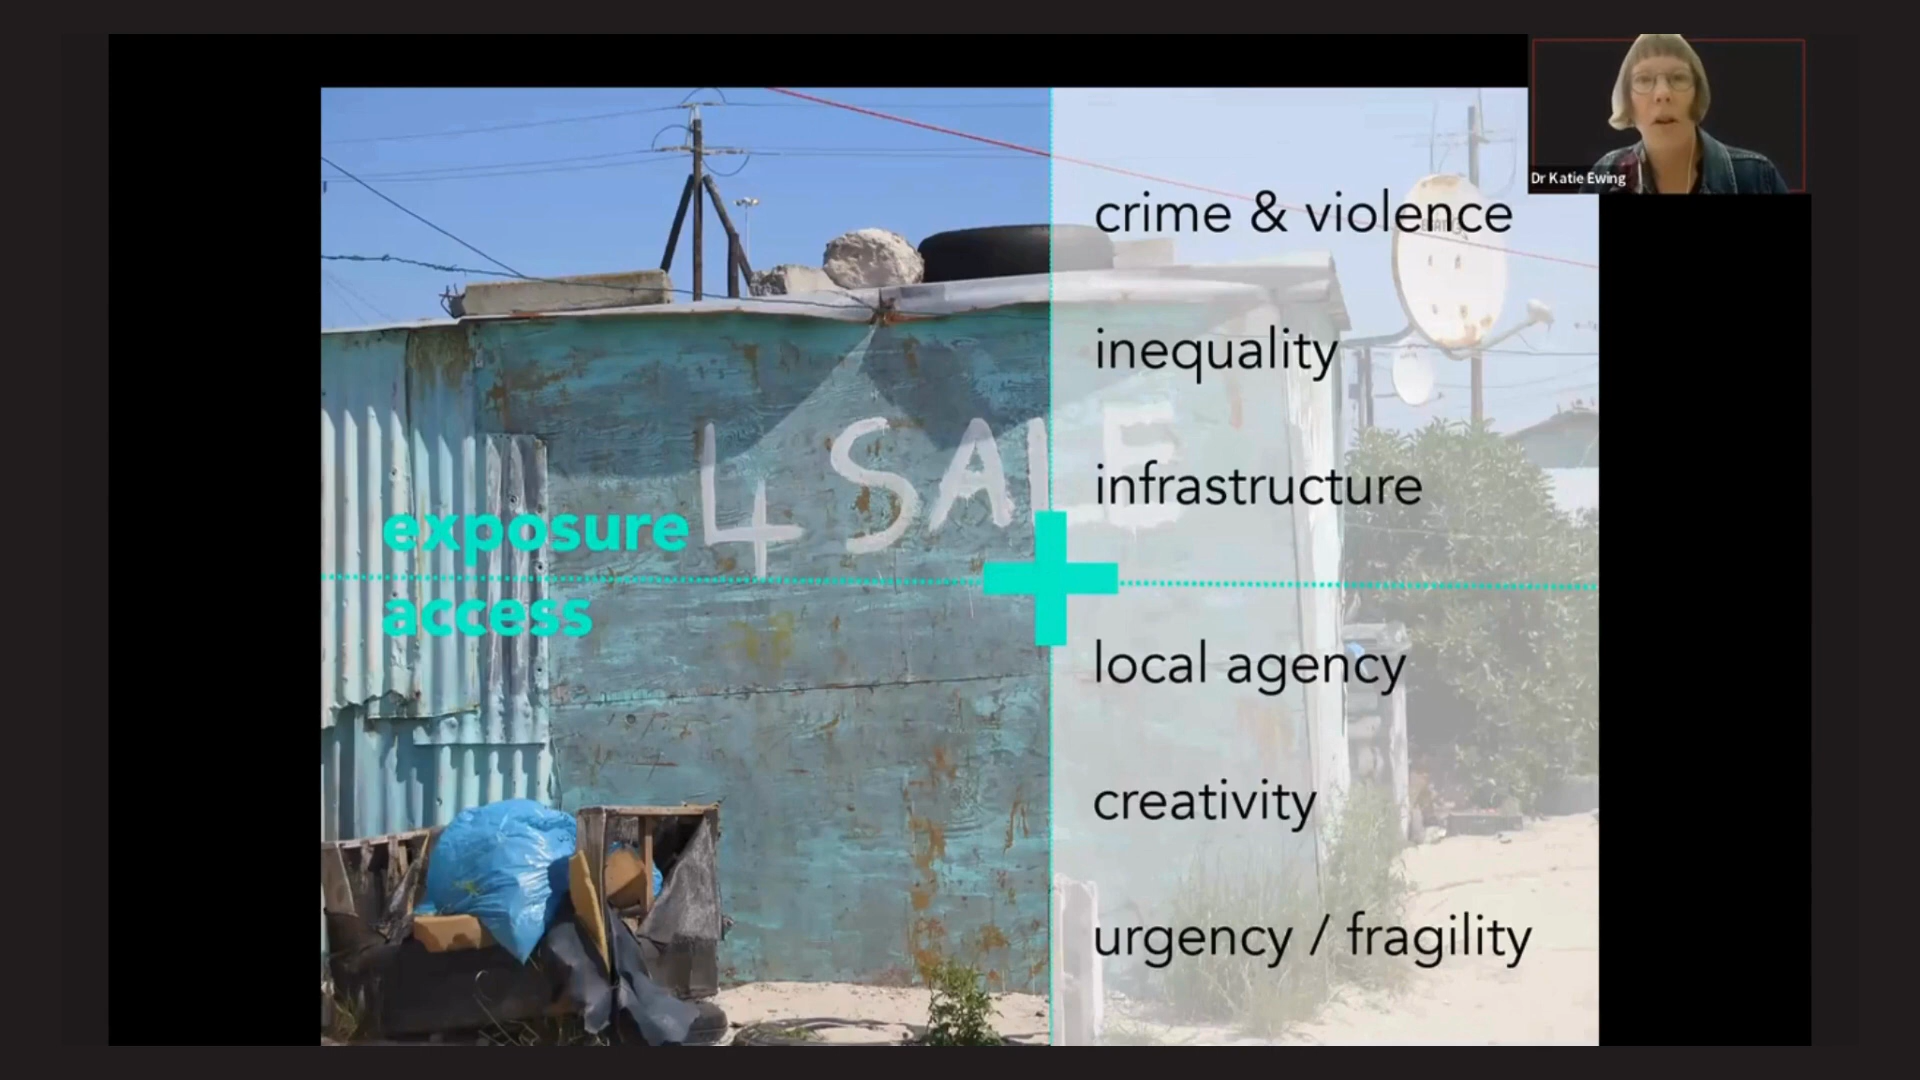 Dr Katie Ewing
crime & violence
inequality
infrastructure
4 SALE
exposure
access
local agency
creativity
urgency / fragility